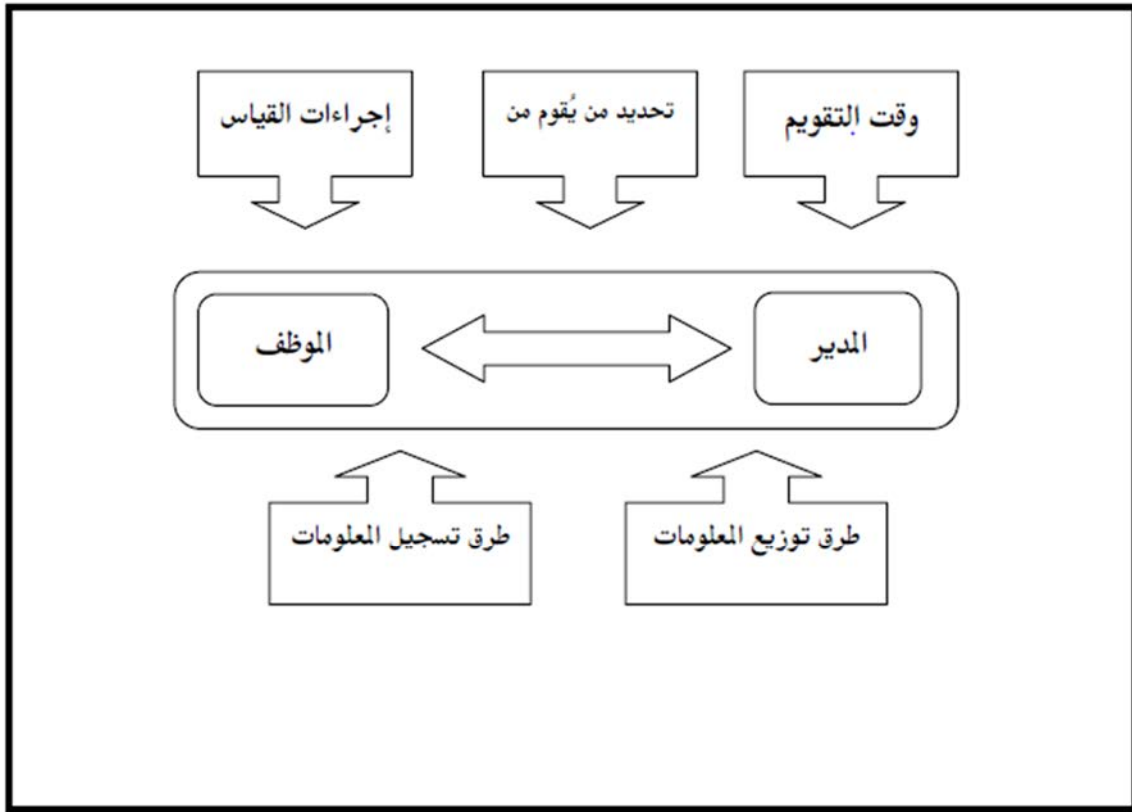 وقت التقويم
تحديد من يُقوم من
إجراءات القياس
المدير
الموظف
طرق توزيع المعلومات
طرق تسجيل المعلومات